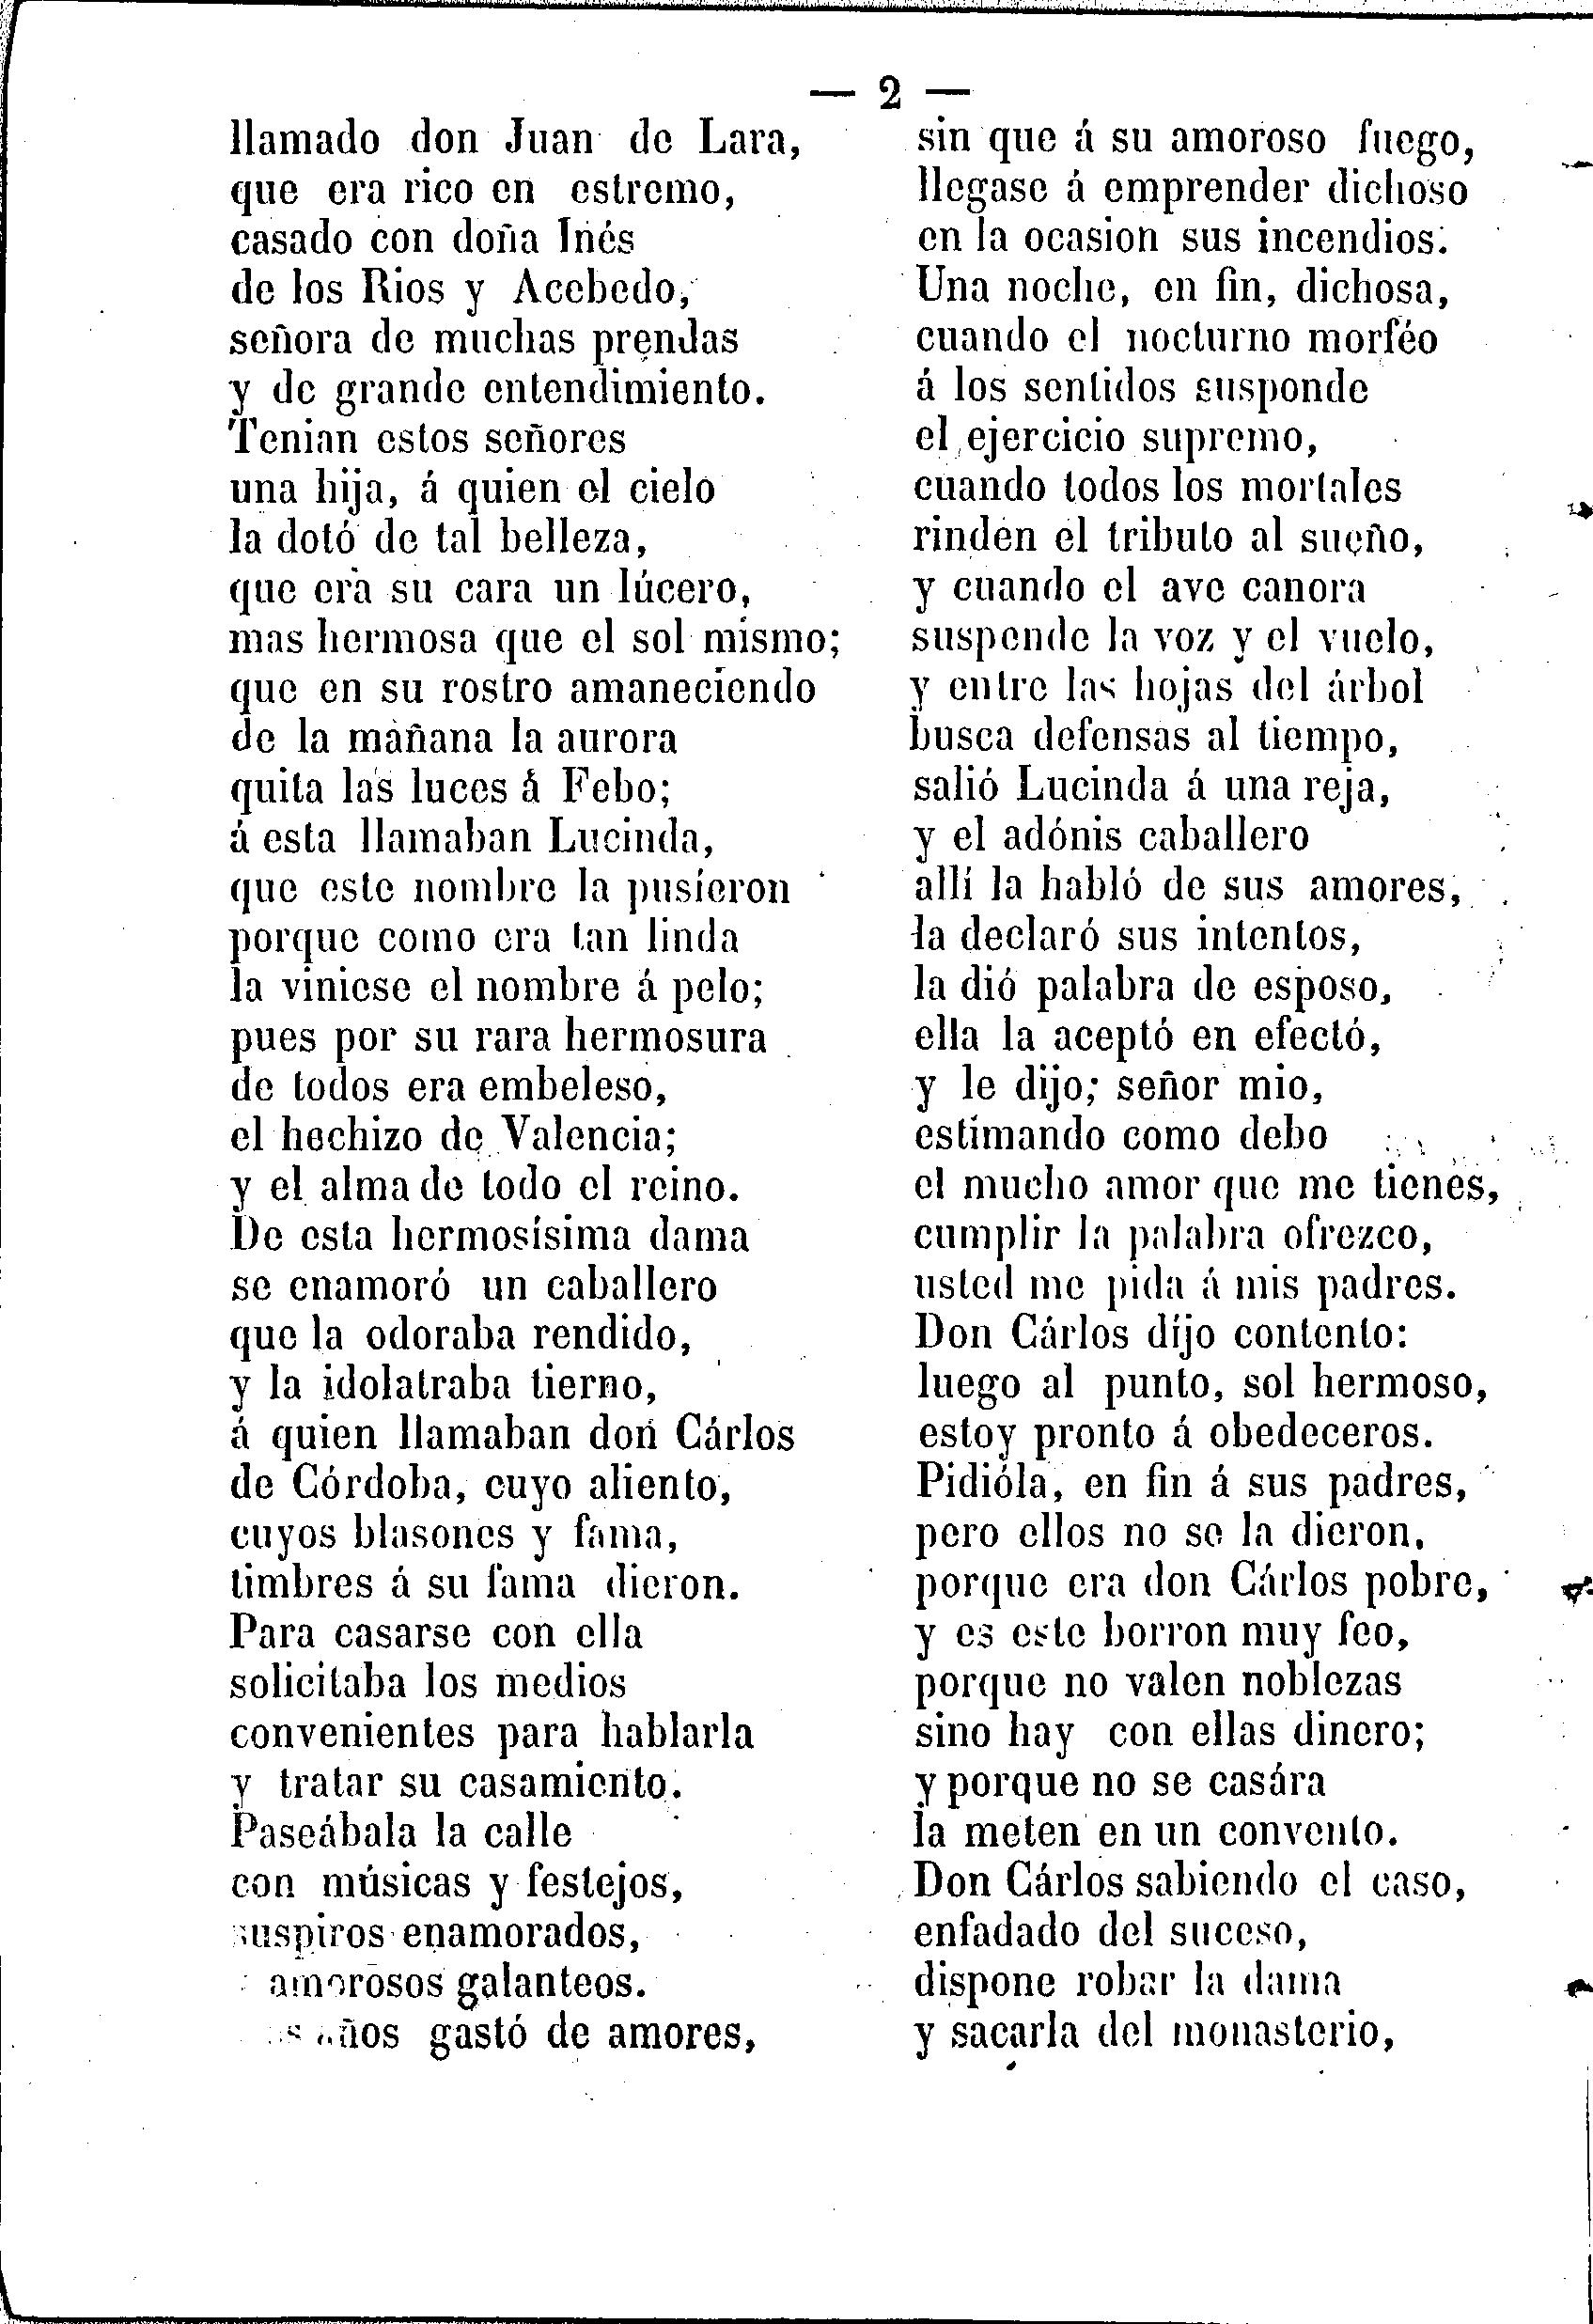 — 2 —
llamado don Juan de Lara,
que era rico en estremo,
casado con doña Inés
de los Rios y Acebedo,
señora de muchas prendas
y de grande entendimiento.
Tenian estos señores
una hija, á quien el cielo
la dotó de tal belleza,
que era su cara un lúcero,
mas hermosa que el sol mismo;
que en su rostro amaneciendo
de la mañana la aurora
quita las luces á Febo;
á esta llamaban Lucinda,
que este nombre la pusieron
porque como era tan linda
la viniese el nombre á pelo;
pues por su rara hermosura
de todos era embeleso,
el hechizo de Valencia;
y el alma de todo el reino.
De esta hermosísima dama
se enamoró un caballero
que la odoraba rendido,
y la idolatraba tierno,
á quien llamaban don Cárlos
de Córdoba, cuyo aliento,
cuyos blasones y fama,
timbres á su fama dieron.
Para casarse con ella
solicitaba los medios
convenientes para hablarla
y tratar su casamiento.
Paseábala la calle
con músicas y festejos,
suspiros enamorados,
amorosos galanteos.
años gastó de amores,
sin que á su amoroso fuego,
llegase á emprender dichoso
en la ocasion sus incendios.
Una noche, en fin, dichosa,
cuando el nocturno morféo
á los sentidos susponde
el ejercicio supremo,
cuando todos los mortales
rinden el tributo al sueño,
y cuando el ave canora
suspende la voz y el vuelo,
y entre las hojas del árbol
busca defensas al tiempo,
salió Lucinda á una reja,
y el adónis caballero
allí la habló de sus amores,
la declaró sus intentos,
la dió palabra de esposo,
ella la aceptó en efectó,
y le dijo; señor mio,
estimando como debo
el mucho amor que me tienes,
cumplir la palabra ofrezco,
usted me pida á mis padres.
Don Cárlos dijo contento:
luego al punto, sol hermoso,
estoy pronto á obedeceros.
Pidióla, en fin á sus padres,
pero ellos no se la dieron,
porque era don Cárlos pobre,
y es este borron muy feo,
porque no valen noblezas
sino hay con ellas dinero;
y porque no se casára
la meten en un convento.
Don Cárlos sabiendo el caso,
enfadado del suceso,
dispone robar la dama
y sacarla del monasterio,